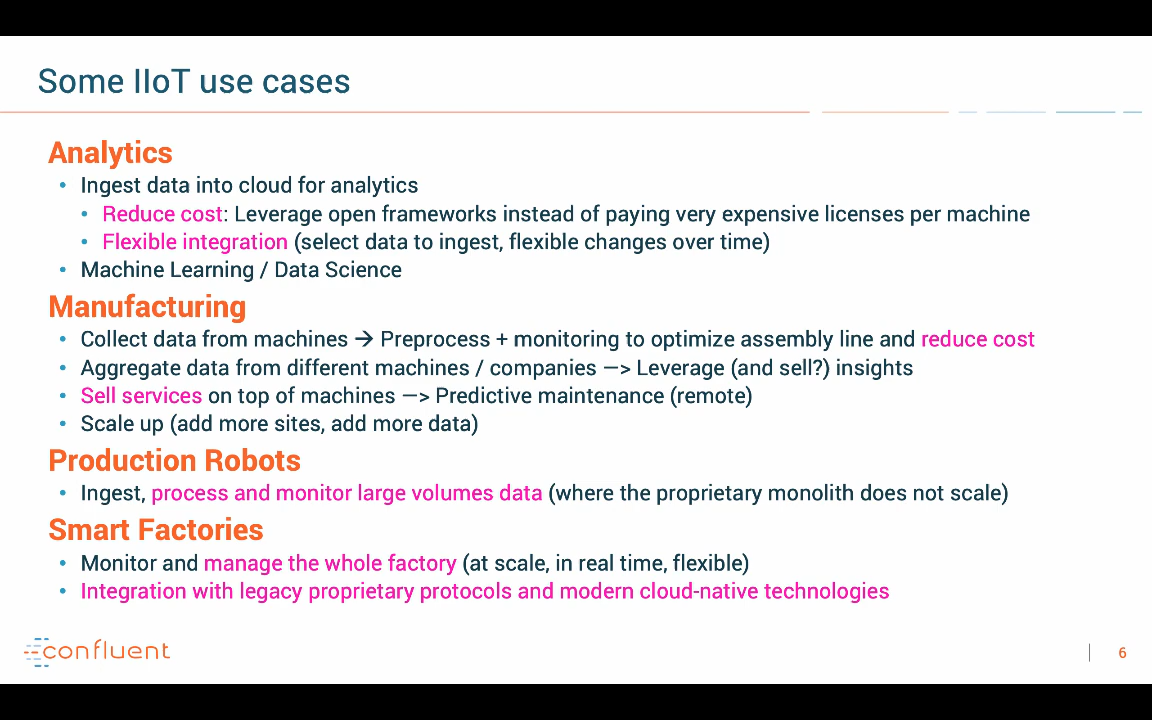 Some IIoT use cases
Analytics
• Ingest data into cloud for analytics
• Reduce cost: Leverage open frameworks instead of paying very expensive licenses per machine
• Flexible integration (select data to ingest, flexible changes over time)
• Machine Learning / Data Science
Manufacturing
• Collect data from machines → Preprocess + monitoring to optimize assembly line and reduce cost
• Aggregate data from different machines / companies —> Leverage (and sell?) insights
• Sell services on top of machines —> Predictive maintenance (remote)
• Scale up (add more sites, add more data)
Production Robots
• Ingest, process and monitor large volumes data (where the proprietary monolith does not scale)
Smart Factories
• Monitor and manage the whole factory (at scale, in real time, flexible)
• Integration with legacy proprietary protocols and modern cloud-native technologies
confluent
6